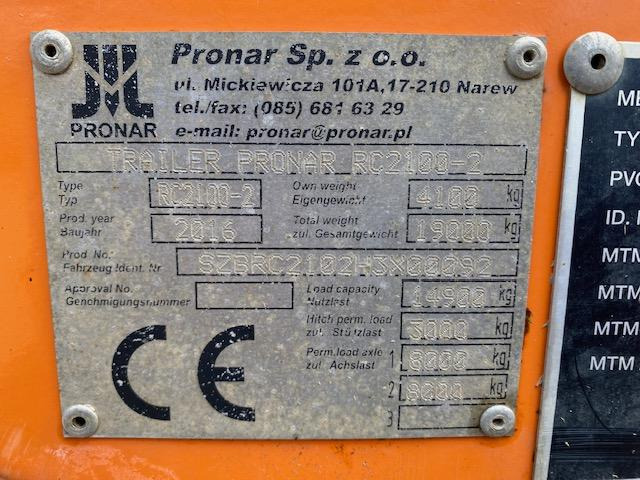 Pronar Sp. z o.o.
ul. Mickiewicza 101A,17-210 Narew
tel./fax: (085) 681 63 29
PRONAR e-mail: pronar@pronar.pl
TRAILER PRONAR RC2100-2
Type RC2100-2 Own weight 4100 kg
Typ Eigengewicht
Prod. year 2016 Total weight 19000 kg
Baujahr zul. Gesamtgewicht
Prod No: SZBRC2102H3X00092
Fahrzeug Ident. Nr
Approval No. Load capacity 14900 kg
Genehmigungsnummer Nutzlast
Hitch perm. load 3000 kg
zul. Stützlast
Perm.load axle 1 8000 kg
zul. Achslast
2 8000 kg
3
CE
TY
PVG
ID.
MTM
MTM
MTM
MTM